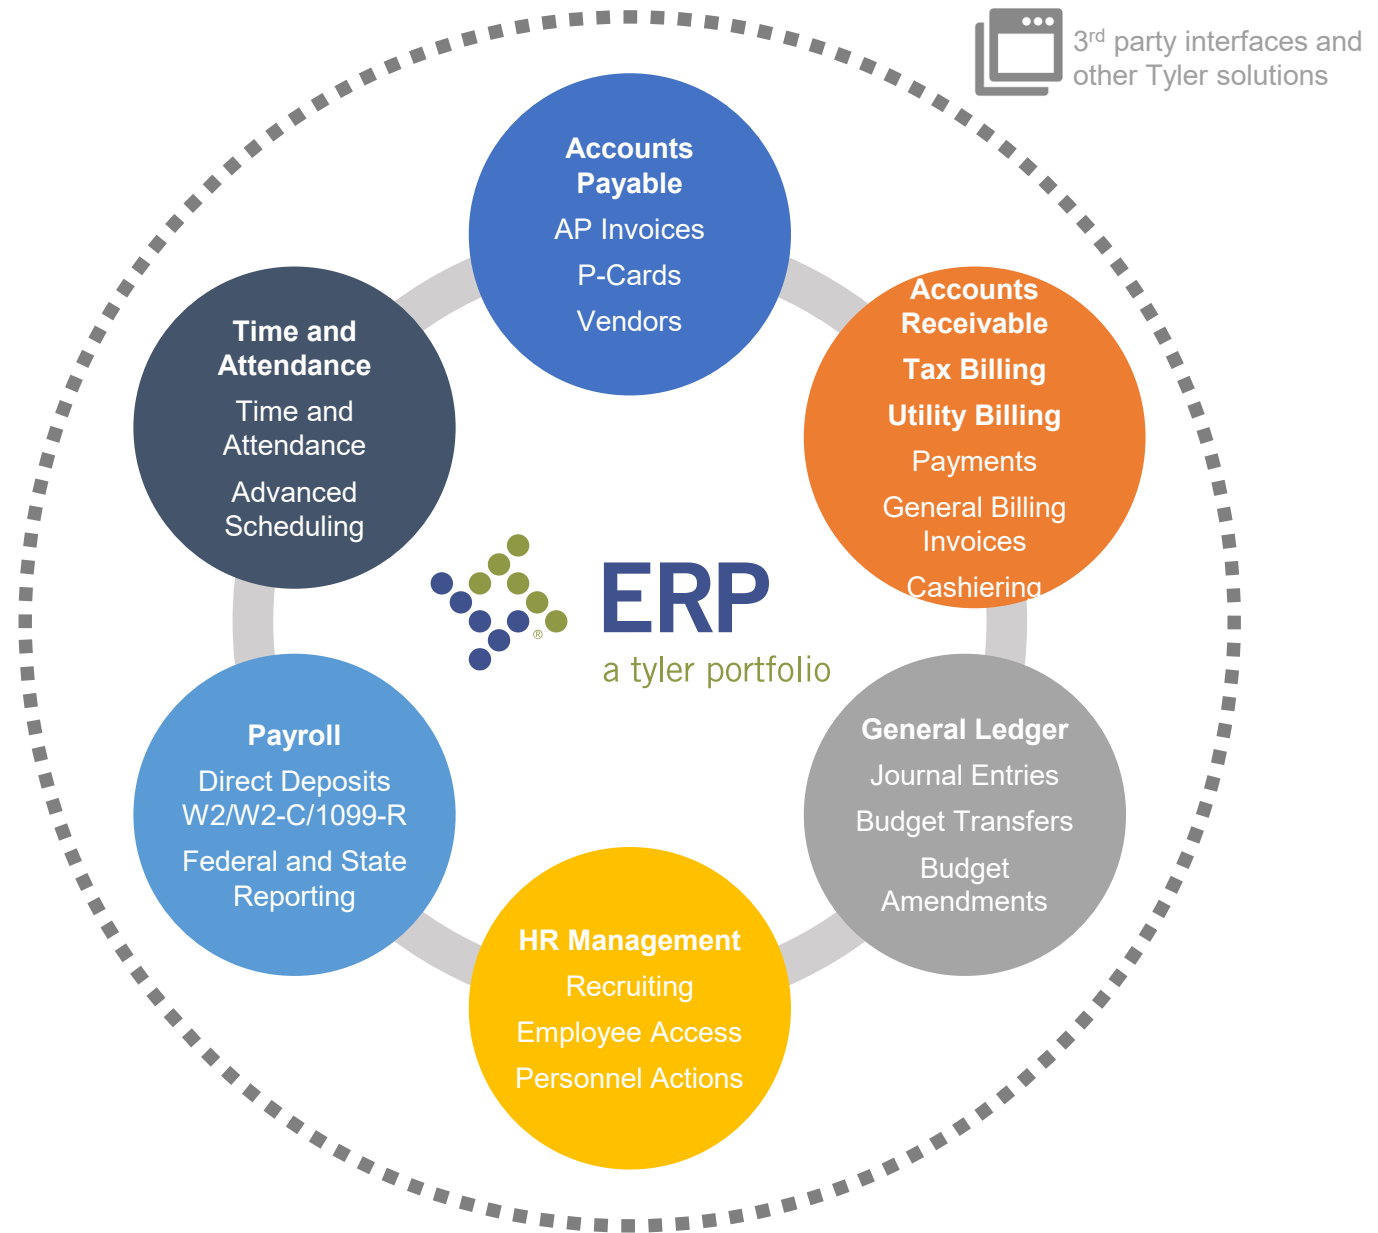 3rd party interfaces and
other Tyler solutions
Accounts
Payable
AP Invoices
P-Cards
Vendors
Accounts
Receivable
Tax Billing
Utility Billing
Payments
General Billing
Invoices
Cashiering
General Ledger
Journal Entries
Budget Transfers
Budget
Amendments
HR Management
Recruiting
Employee Access
Personnel Actions
Payroll
Direct Deposits
W2/W2-C/1099-R
Federal and State
Reporting
Time and
Attendance
Time and
Attendance
Advanced
Scheduling
®
ERP
a tyler portfolio